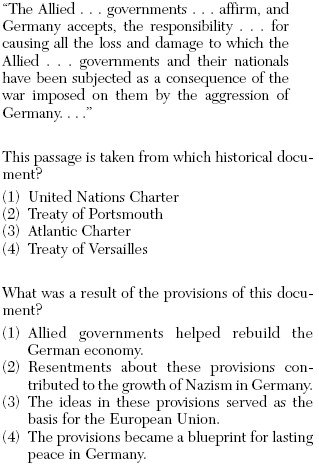 “The Allied . . . governments . . . affirm, and
Germany accepts, the responsibility . . . for
causing all the loss and damage to which the
Allied . . . governments and their nationals
have been subjected as a consequence of the
war imposed on them by the aggression of
Germany. . . .”
This passage is taken from which historical docu-
ment?
(1) United Nations Charter
(2) Treaty of Portsmouth
(3) Atlantic Charter
(4) Treaty of Versailles
What was a result of the provisions of this docu-
ment?
(1) Allied governments helped rebuild the
German economy.
(2) Resentments about these provisions con-
tributed to the growth of Nazism in Germany.
(3) The ideas in these provisions served as the
basis for the European Union.
(4) The provisions became a blueprint for lasting
peace in Germany.